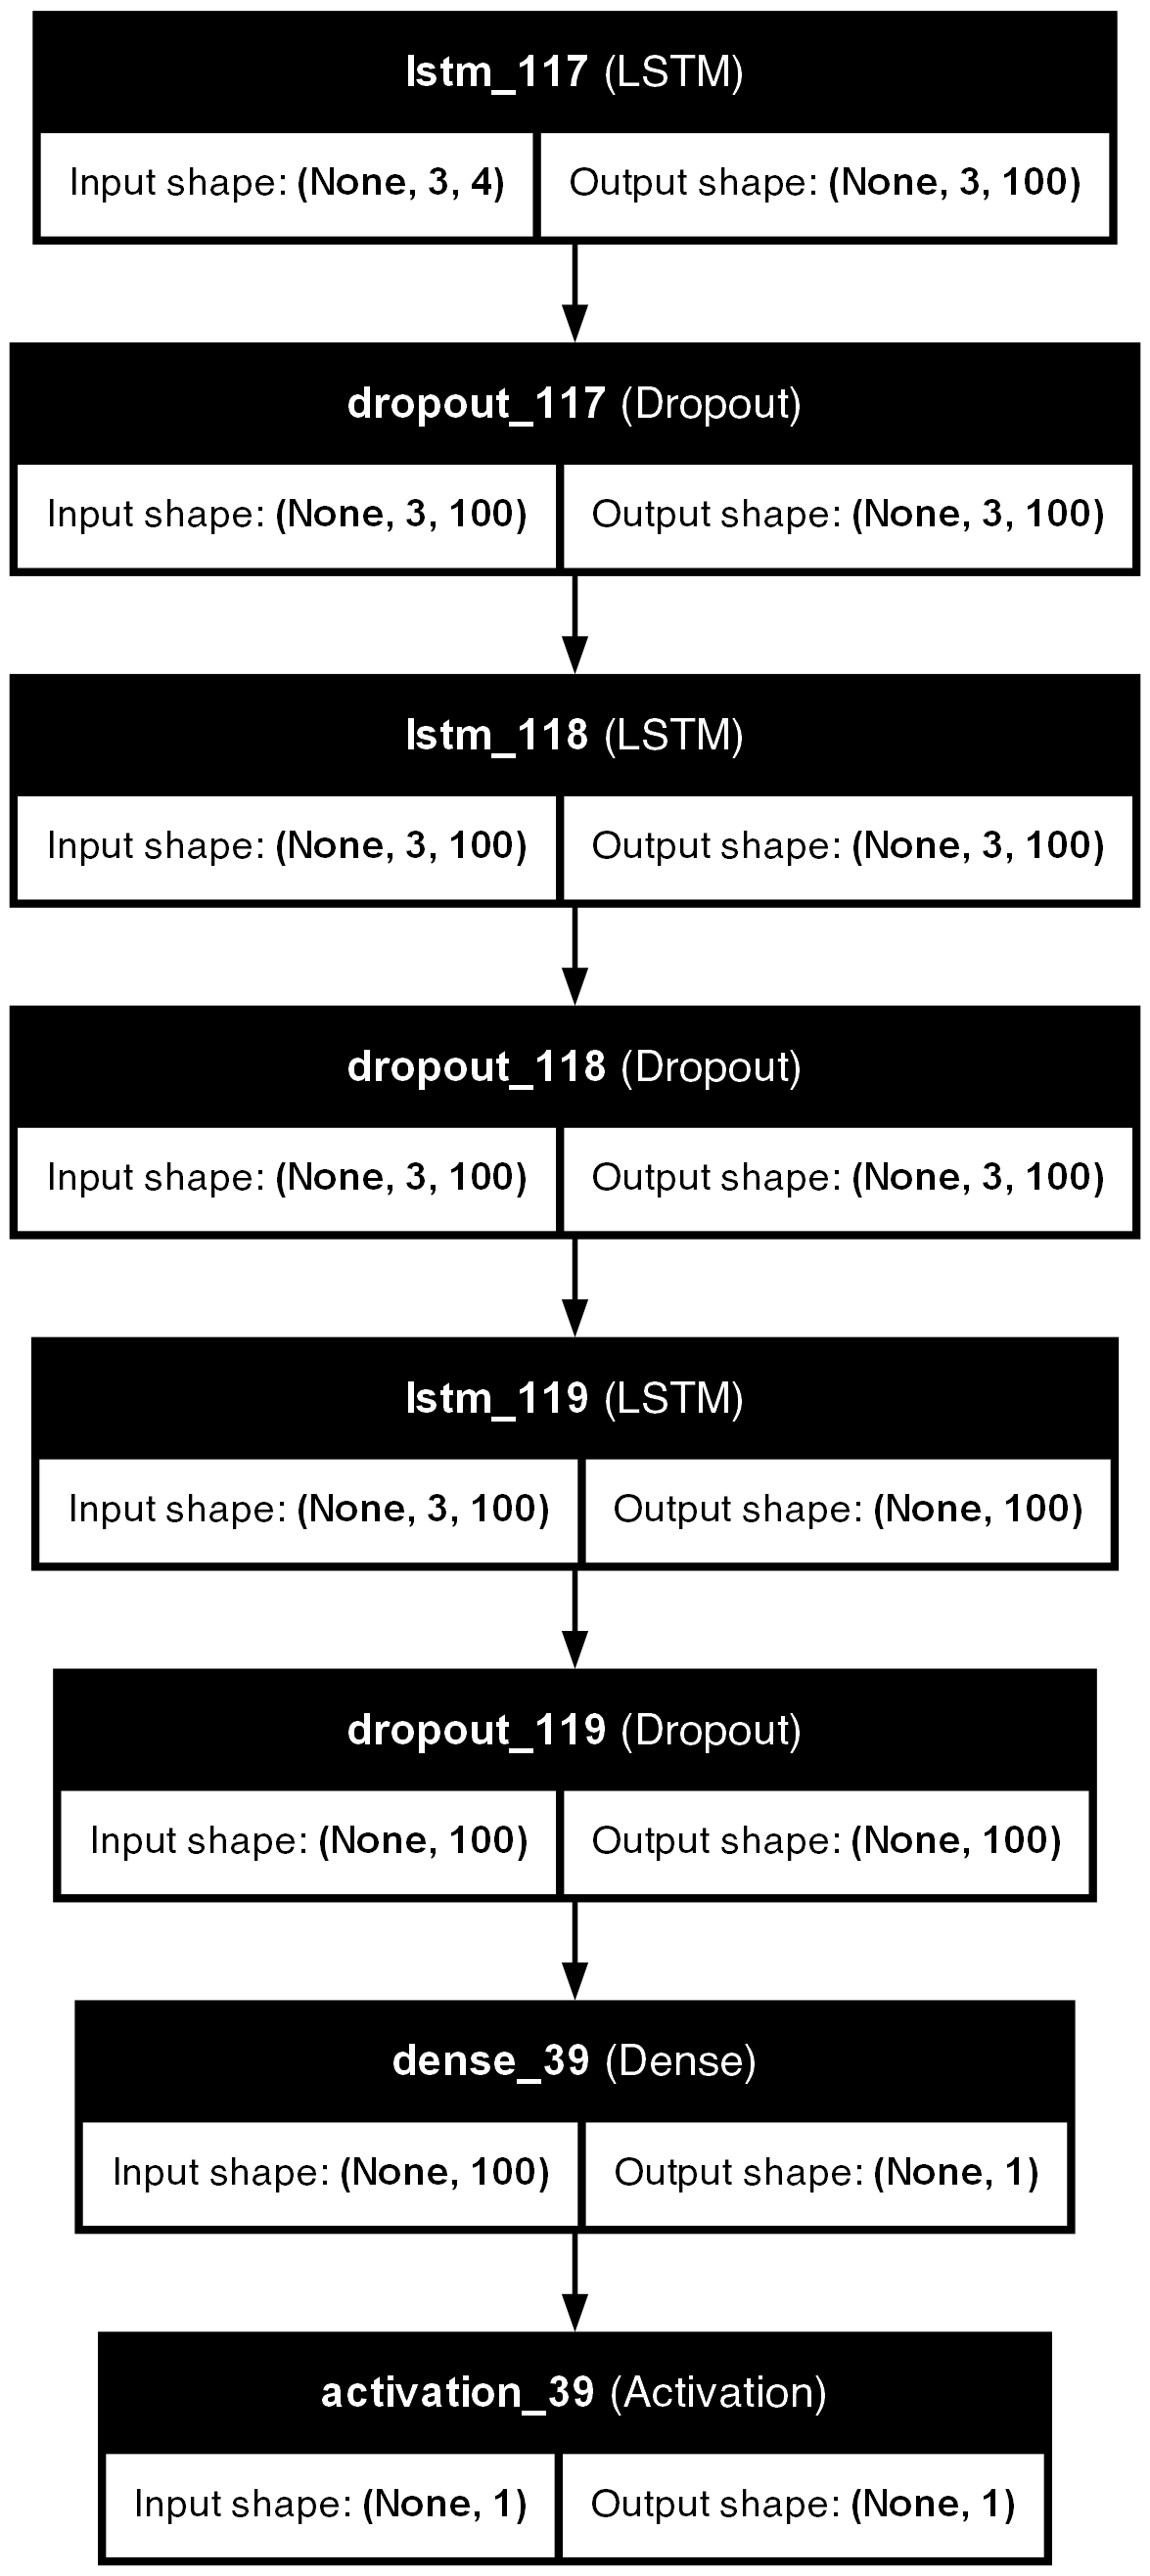 lstm_117 (LSTM)
Input shape: (None, 3, 4) Output shape: (None, 3, 100)
dropout_117 (Dropout)
Input shape: (None, 3, 100) Output shape: (None, 3, 100)
lstm_118 (LSTM)
Input shape: (None, 3, 100) Output shape: (None, 3, 100)
dropout_118 (Dropout)
Input shape: (None, 3, 100) Output shape: (None, 3, 100)
lstm_119 (LSTM)
Input shape: (None, 3, 100) Output shape: (None, 100)
dropout_119 (Dropout)
Input shape: (None, 100) Output shape: (None, 100)
dense_39 (Dense)
Input shape: (None, 100) Output shape: (None, 1)
activation_39 (Activation)
Input shape: (None, 1) Output shape: (None, 1)